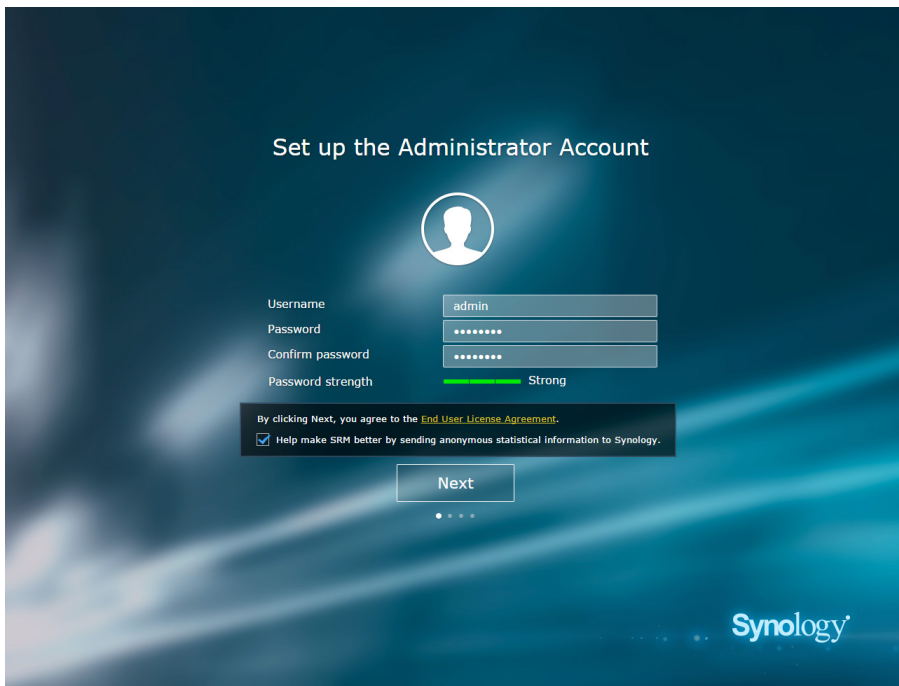 Set up the Administrator Account
Username admin
Password ••••••••
Confirm password ••••••••
Password strength Strong
By clicking Next, you agree to the End User License Agreement.
Help make SRM better by sending anonymous statistical information to Synology.
Next
Synology